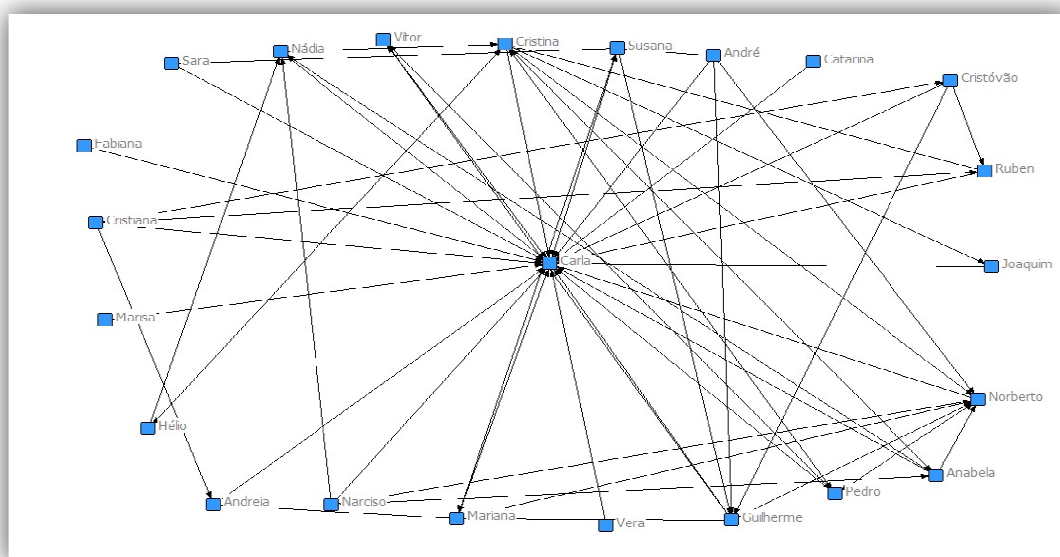 Vítor
Cristina
Nádia
Susana
André
Sara
Catarina
Cristóvão
Fabiana
Ruben
Cristiana
Carla
Joaquim
Marisa
Norberto
Hélio
Anabela
Pedro
Andreia
Narciso
Mariana
Guilherme
Vera